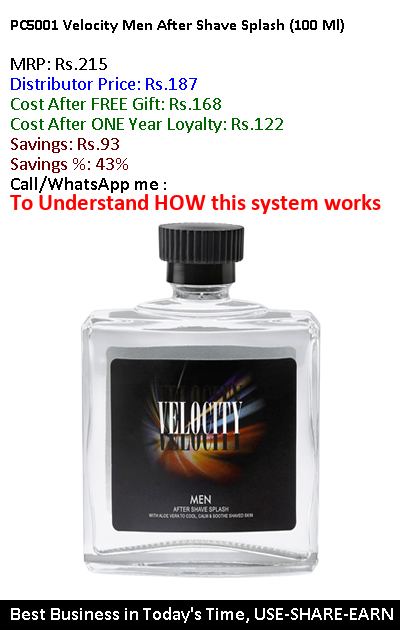 PC5001 Velocity Men After Shave Splash (100 Ml)
MRP: Rs.215
Distributor Price: Rs.187
Cost After FREE Gift: Rs.168
Cost After ONE Year Loyalty: Rs.122
Savings: Rs.93
Savings %: 43%
Call/WhatsApp me :
To Understand HOW this system works
VELOCITY
VELOCITY
MEN
AFTER SHAVE SPLASH
WITH ALOE VERA TO COOL, CALM & SOOTHE SHAVED SKIN
Best Business in Today's Time, USE-SHARE-EARN